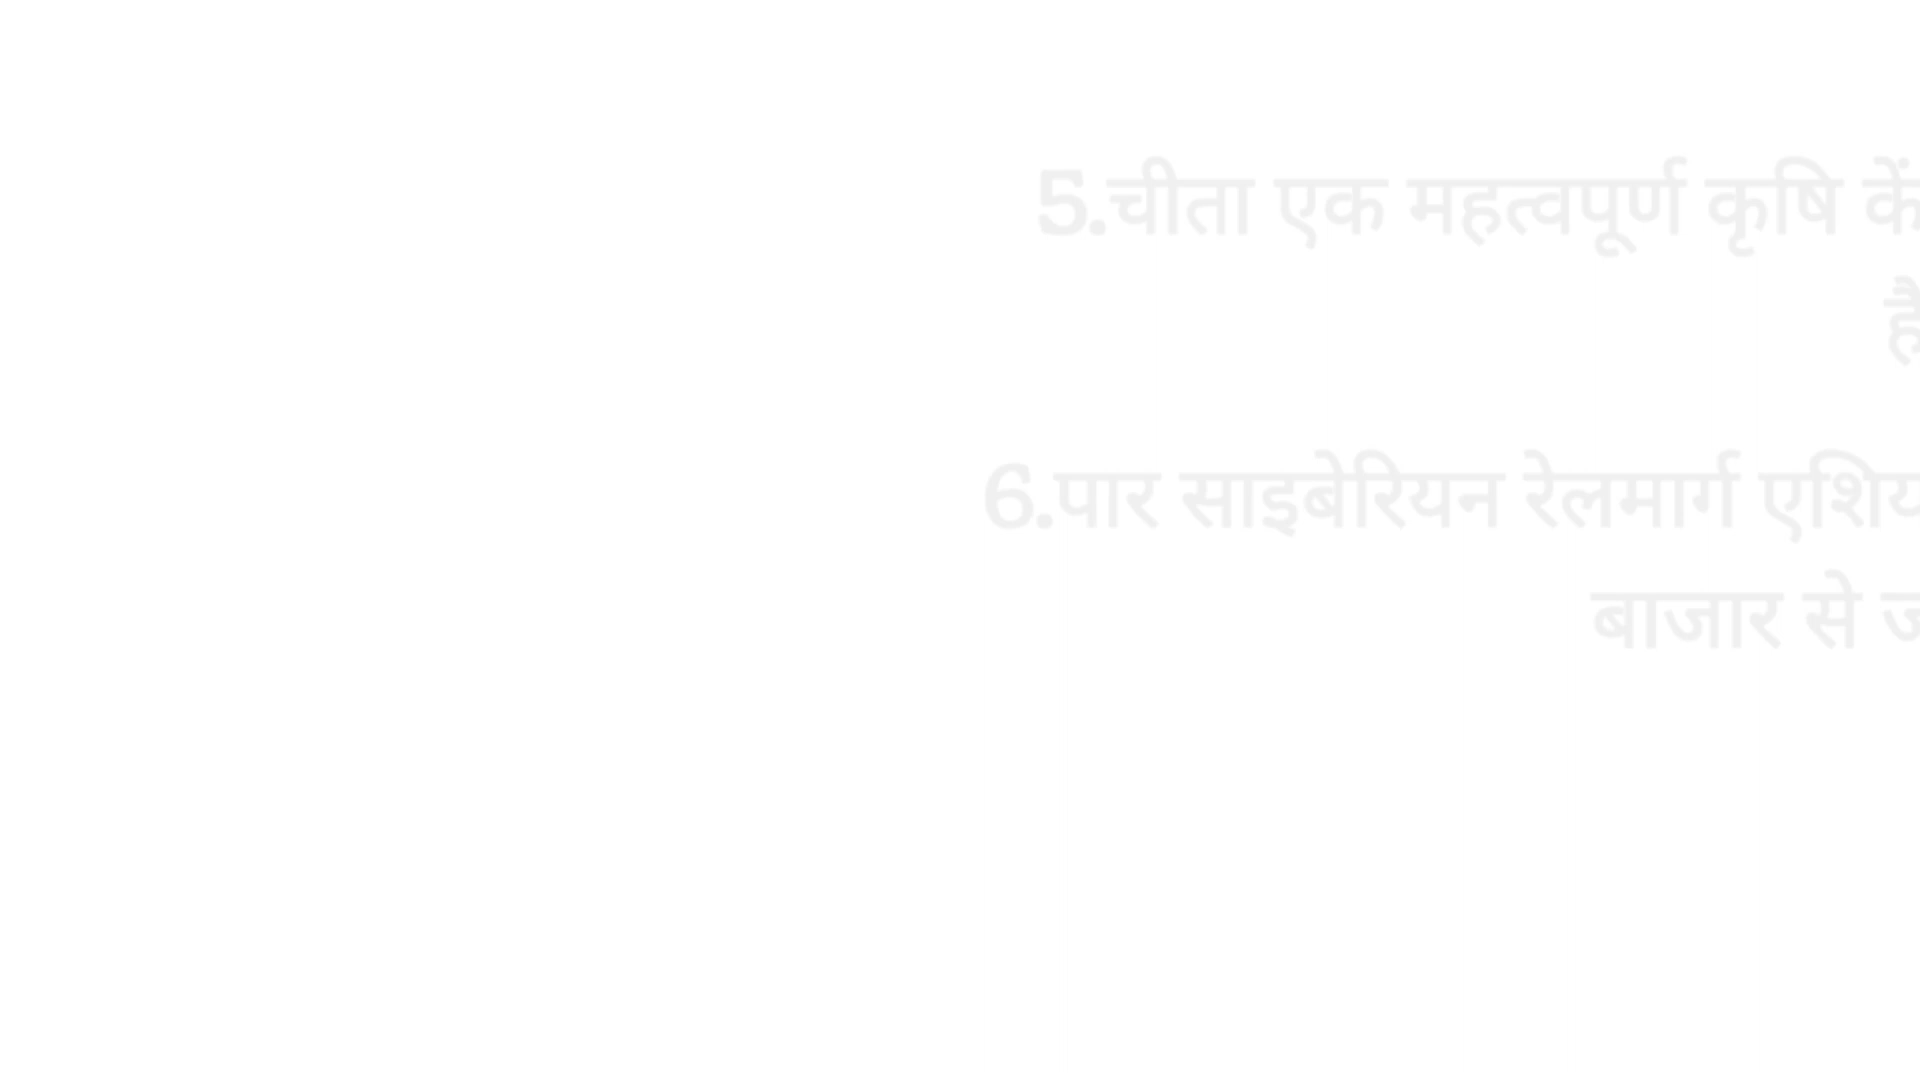 5.चीता एक महत्वपूर्ण कृषि
है
6.पार साइबेरियन रेलमार्ग
बाजार से